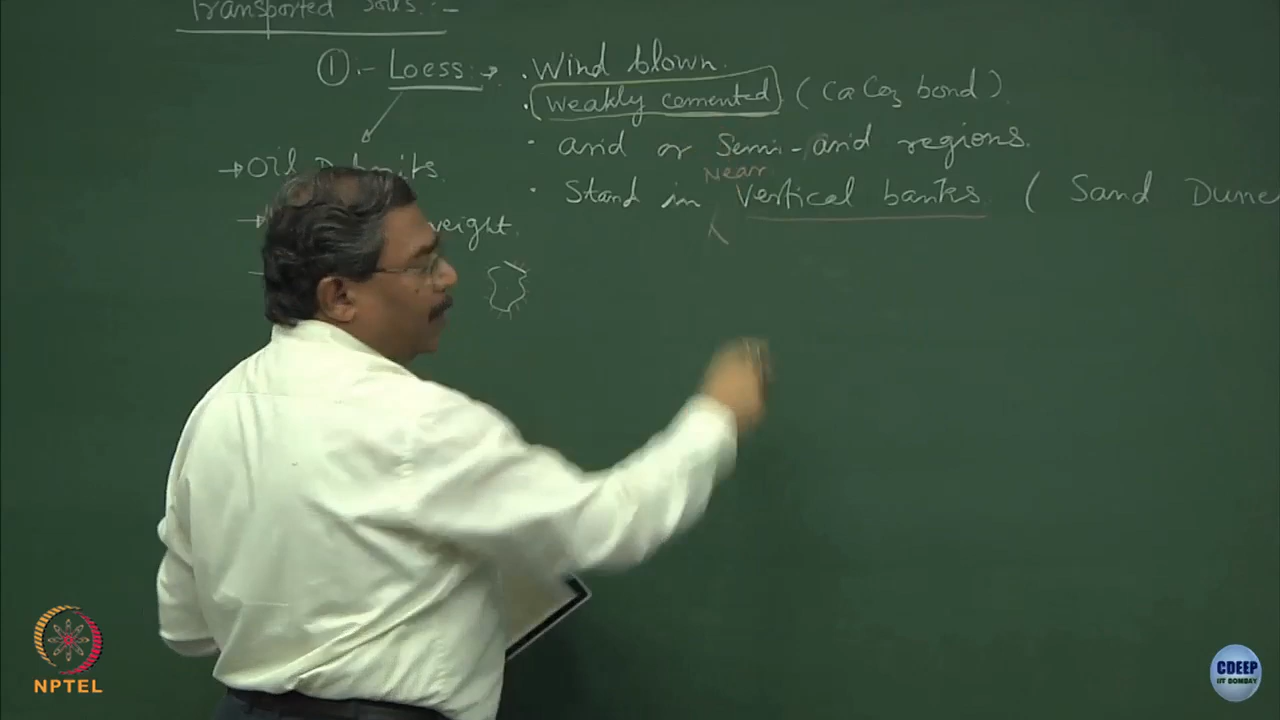 Transported Soils :-
① :- Loess :→ . Wind blown.
. weakly cemented (CaCO3 bond).
. arid or Semi-arid regions.
→ Oil Deposits.
Near
. Stand in Vertical banks (Sand Dune
→ weight.
NPTEL
CDEEP
IIT BOMBAY